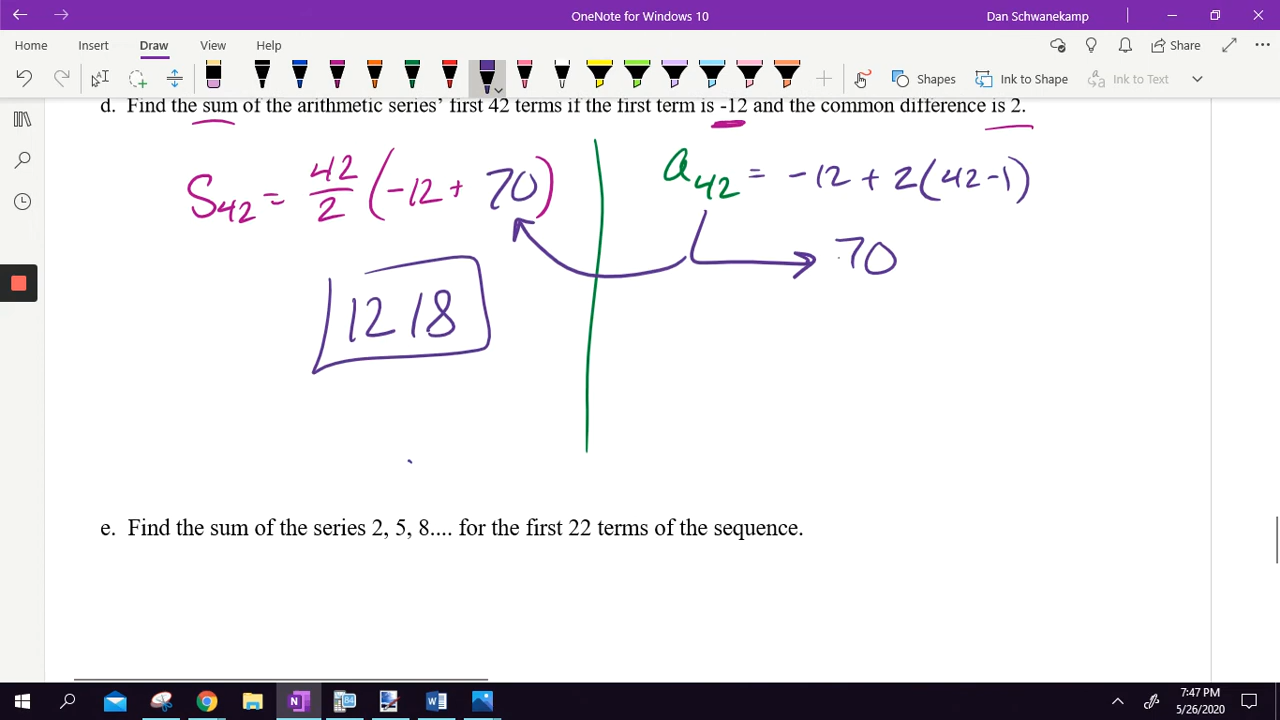 OneNote for Windows 10
Dan Schwanekamp
Home Insert Draw View Help
Share
Shapes Ink to Shape Ink to Text
d. Find the sum of the arithmetic series' first 42 terms if the first term is -12 and the common difference is 2.
S42 = 42/2 (-12 + 70)
a42 = -12 + 2(42-1)
70
1218
e. Find the sum of the series 2, 5, 8.... for the first 22 terms of the sequence.
7:47 PM
5/26/2020